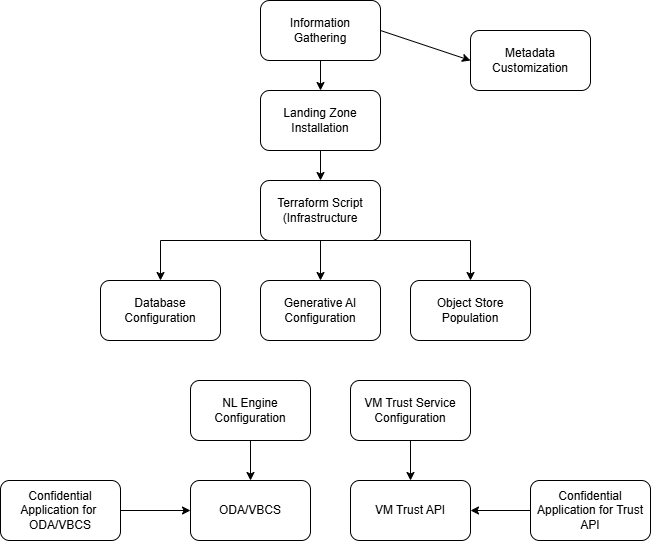 Information
Gathering
Metadata
Customization
Landing Zone
Installation
Terraform Script
(Infrastructure
Database
Configuration
Generative AI
Configuration
Object Store
Population
NL Engine
Configuration
VM Trust Service
Configuration
Confidential
Application for
ODA/VBCS
ODA/VBCS
VM Trust API
Confidential
Application for Trust
API